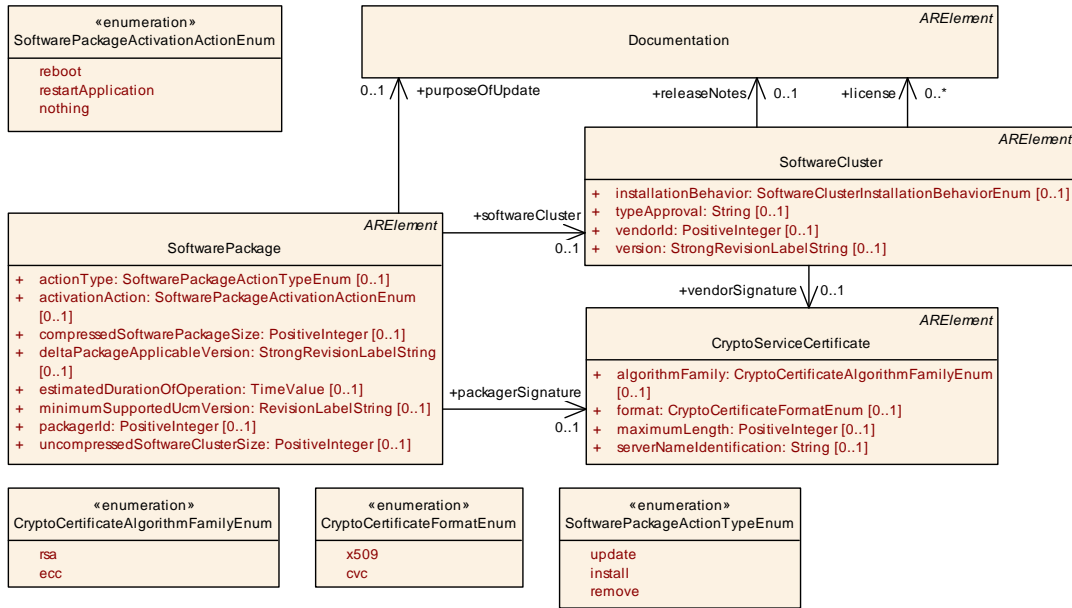 «enumeration»
SoftwarePackageActivationActionEnum
reboot
restartApplication
nothing
ARElement
Documentation
0..1
+purposeOfUpdate
+releaseNotes
0..1
+license
0..*
ARElement
SoftwareCluster
+ installationBehavior: SoftwareClusterInstallationBehaviorEnum [0..1]
+ typeApproval: String [0..1]
+ vendorId: PositiveInteger [0..1]
+ version: StrongRevisionLabelString [0..1]
+softwareCluster
0..1
ARElement
SoftwarePackage
+ actionType: SoftwarePackageActionTypeEnum [0..1]
+ activationAction: SoftwarePackageActivationActionEnum
[0..1]
+ compressedSoftwarePackageSize: PositiveInteger [0..1]
+ deltaPackageApplicableVersion: StrongRevisionLabelString
[0..1]
+ estimatedDurationOfOperation: TimeValue [0..1]
+ minimumSupportedUcmVersion: RevisionLabelString [0..1]
+ packagerId: PositiveInteger [0..1]
+ uncompressedSoftwareClusterSize: PositiveInteger [0..1]
+vendorSignature
0..1
+packagerSignature
0..1
ARElement
CryptoServiceCertificate
+ algorithmFamily: CryptoCertificateAlgorithmFamilyEnum
[0..1]
+ format: CryptoCertificateFormatEnum [0..1]
+ maximumLength: PositiveInteger [0..1]
+ serverNameIdentification: String [0..1]
«enumeration»
CryptoCertificateAlgorithmFamilyEnum
rsa
ecc
«enumeration»
CryptoCertificateFormatEnum
x509
cvc
«enumeration»
SoftwarePackageActionTypeEnum
update
install
remove